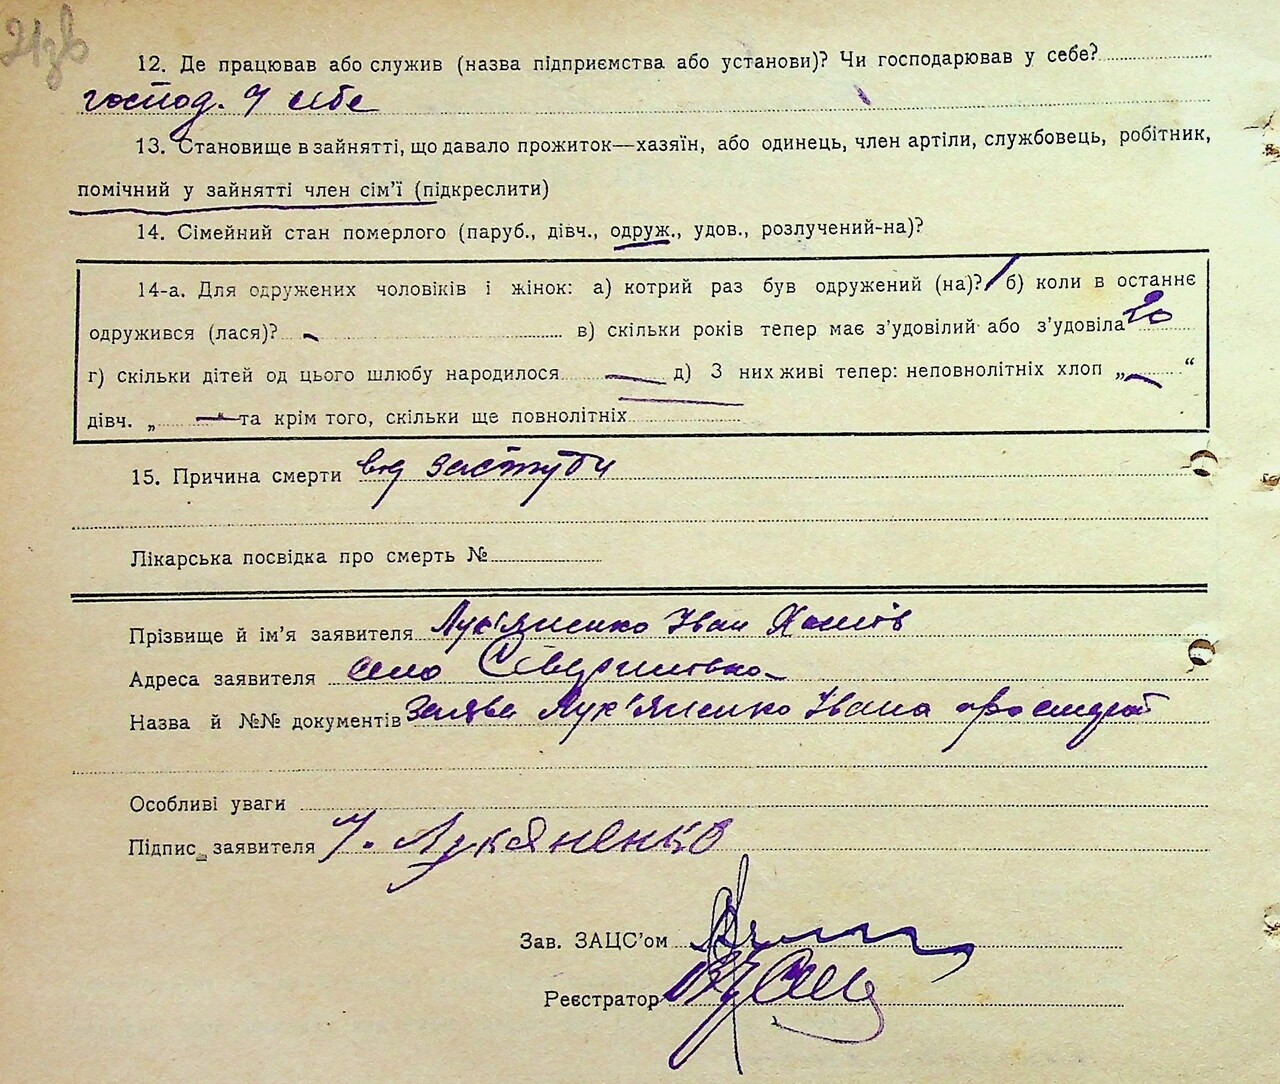 21зв
12. Де працював або служив (назва підприємства або установи)? Чи господарював у себе?
господ. у себе
13. Становище в зайнятті, що давало прожиток—хазяїн, або одинець, член артіли, службовець, робітник,
помічний у зайнятті член сім'ї (підкреслити)
14. Сімейний стан померлого (паруб., дівч., одруж., удов., розлучений-на)?
14-а. Для одружених чоловіків і жінок: а) котрий раз був одружений (на)? 1 б) коли в останнє
одружився (лася)? - в) скільки років тепер має з'удовілий або з'удовіла 20
г) скільки дітей од цього шлюбу народилося — д) З них живі тепер: неповнолітніх хлоп „—“
дівч. „—“ та крім того, скільки ще повнолітніх
15. Причина смерти від застуди
Лікарська посвідка про смерть №
Прізвище й ім'я заявителя Лук'яненко Іван
Адреса заявителя село
Назва й №№ документів Заява Лук'яненко Івана про смерть
Особливі уваги
Підпис заявителя І. Лукяненко
Зав. ЗАЦС'ом
Реєстратор